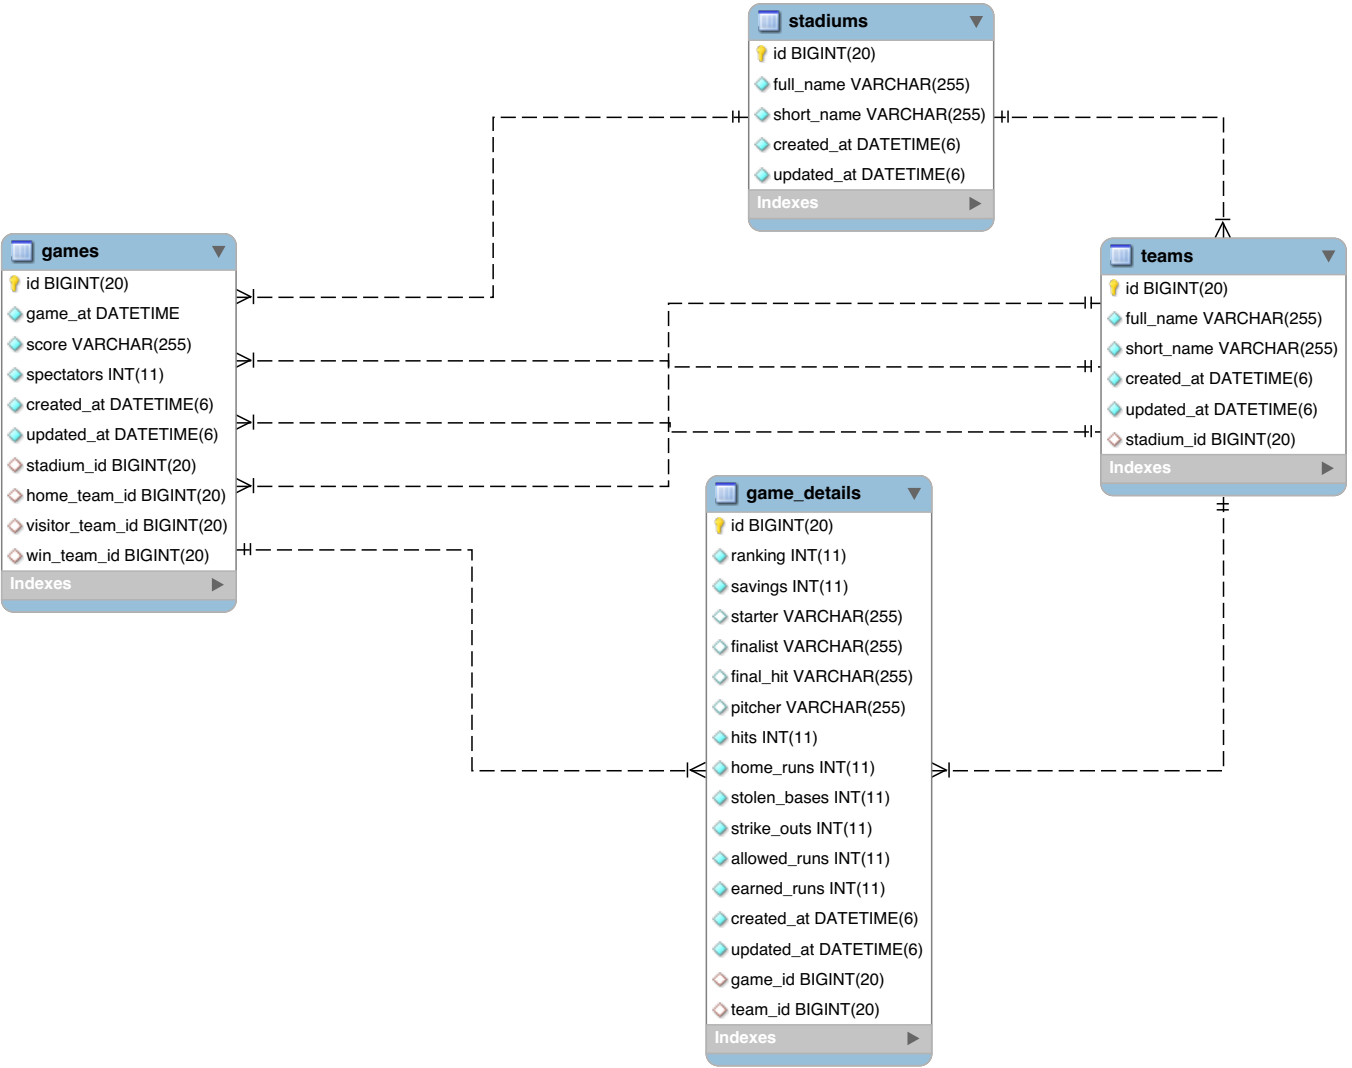 stadiums
id BIGINT(20)
full_name VARCHAR(255)
short_name VARCHAR(255)
created_at DATETIME(6)
updated_at DATETIME(6)
Indexes
games
id BIGINT(20)
game_at DATETIME
score VARCHAR(255)
spectators INT(11)
created_at DATETIME(6)
updated_at DATETIME(6)
stadium_id BIGINT(20)
home_team_id BIGINT(20)
visitor_team_id BIGINT(20)
win_team_id BIGINT(20)
Indexes
teams
id BIGINT(20)
full_name VARCHAR(255)
short_name VARCHAR(255)
created_at DATETIME(6)
updated_at DATETIME(6)
stadium_id BIGINT(20)
Indexes
game_details
id BIGINT(20)
ranking INT(11)
savings INT(11)
starter VARCHAR(255)
finalist VARCHAR(255)
final_hit VARCHAR(255)
pitcher VARCHAR(255)
hits INT(11)
home_runs INT(11)
stolen_bases INT(11)
strike_outs INT(11)
allowed_runs INT(11)
earned_runs INT(11)
created_at DATETIME(6)
updated_at DATETIME(6)
game_id BIGINT(20)
team_id BIGINT(20)
Indexes